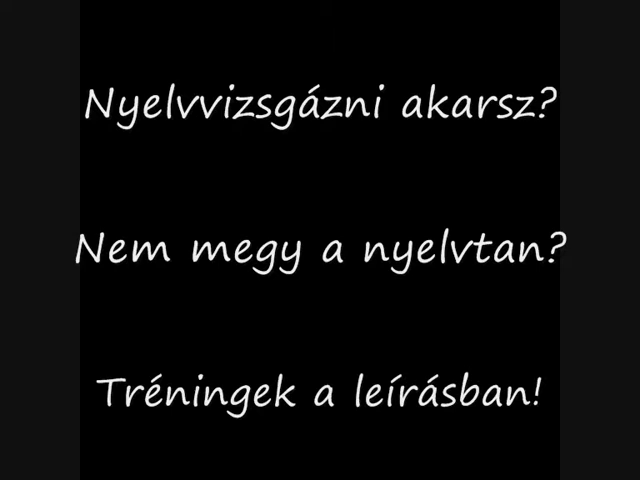 Nyelvvizsgázni akarsz?
Nem megy a nyelvtan?
Tréningek a leírásban!